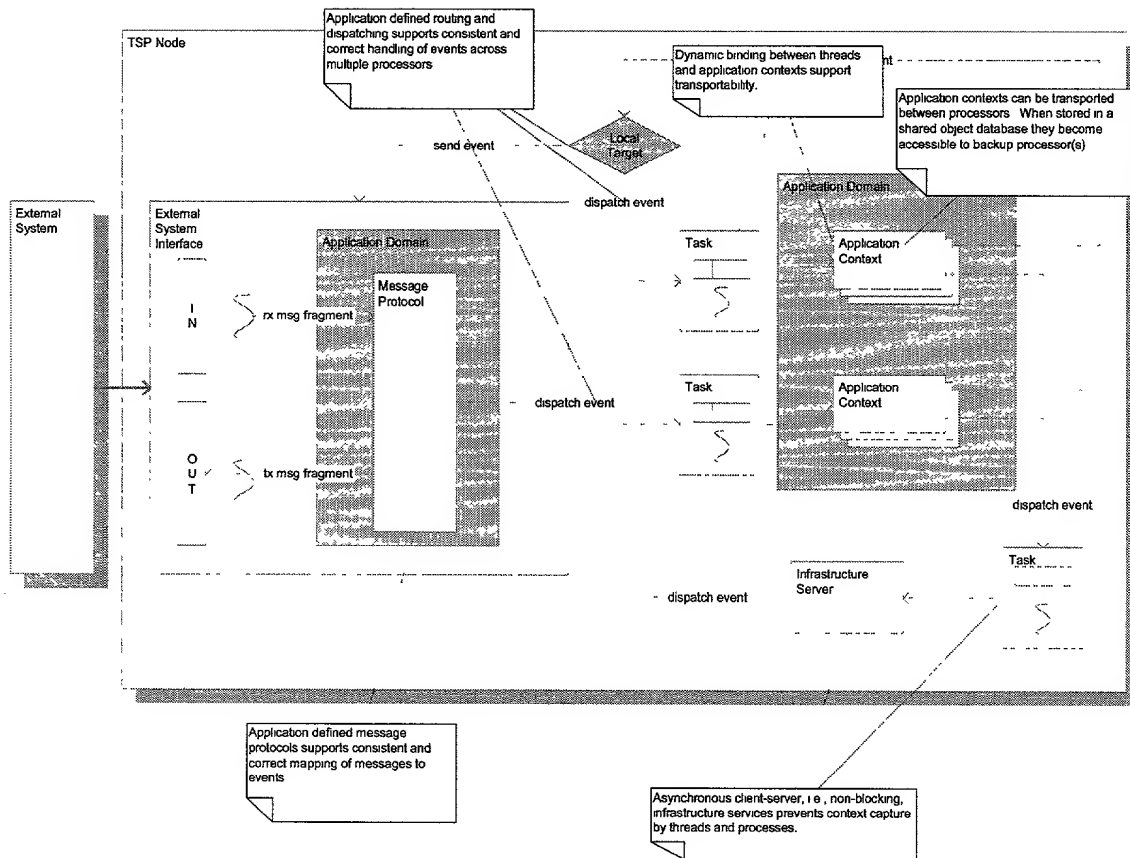 Application defined routing and
dispatching supports consistent and
correct handling of events across
multiple processors
TSP Node
Dynamic binding between threads
and application contexts support
transportability.
Application contexts can be transported
between processors When stored in a
shared object database they become
accessible to backup processor(s)
send event
Local
Target
dispatch event
Application Domain
External
System
External
System
Interface
Application Domain
Task
Application
Context
Message
Protocol
I
N
rx msg fragment
dispatch event
Task
Application
Context
O
U
T
tx msg fragment
dispatch event
Infrastructure
Server
Task
dispatch event
Application defined message
protocols supports consistent and
correct mapping of messages to
events
Asynchronous client-server, i e , non-blocking,
infrastructure services prevents context capture
by threads and processes.